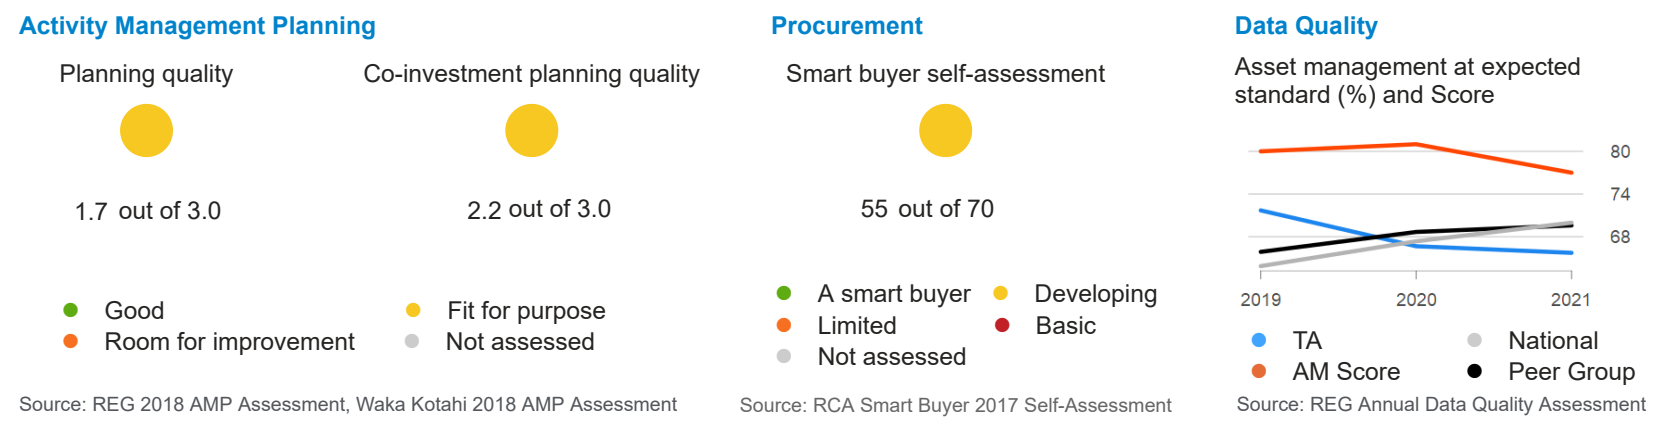 Activity Management Planning
Planning quality
Co-investment planning quality
1.7 out of 3.0
2.2 out of 3.0
Good
Fit for purpose
Room for improvement
Not assessed
Source: REG 2018 AMP Assessment, Waka Kotahi 2018 AMP Assessment
Procurement
Smart buyer self-assessment
55 out of 70
A smart buyer
Developing
Limited
Basic
Not assessed
Source: RCA Smart Buyer 2017 Self-Assessment
Data Quality
Asset management at expected
standard (%) and Score
80
74
68
2019
2020
2021
TA
National
AM Score
Peer Group
Source: REG Annual Data Quality Assessment